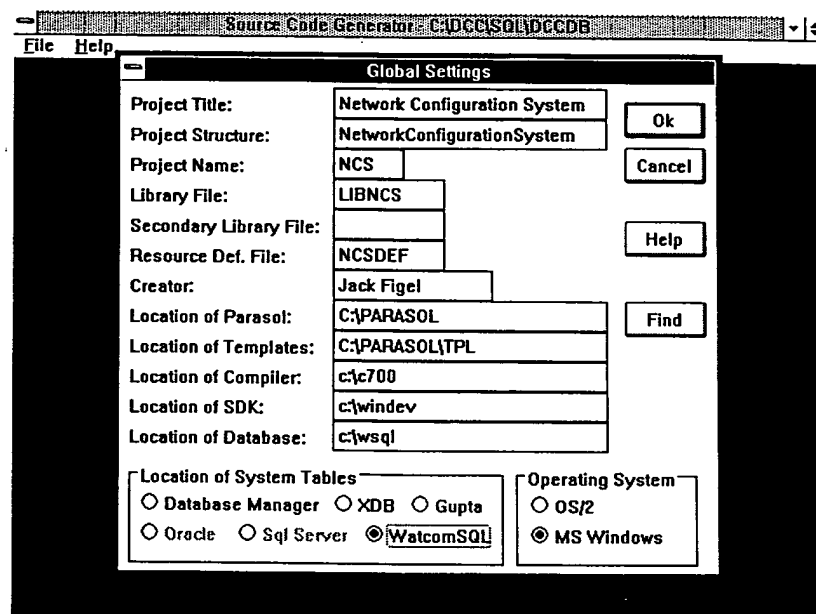 Source Code Generator - C:\DCC\SQL\DCCDB
File Help
Global Settings
Project Title: Network Configuration System
Ok
Project Structure: NetworkConfigurationSystem
Project Name: NCS
Cancel
Library File: LIBNCS
Secondary Library File:
Help
Resource Def. File: NCSDEF
Creator: Jack Figel
Location of Parasol: C:\PARASOL
Find
Location of Templates: C:\PARASOL\TPL
Location of Compiler: c:\c700
Location of SDK: c:\windev
Location of Database: c:\wsql
Location of System Tables
Operating System
Database Manager XDB Gupta
OS/2
Oracle Sql Server WatcomSQL
MS Windows